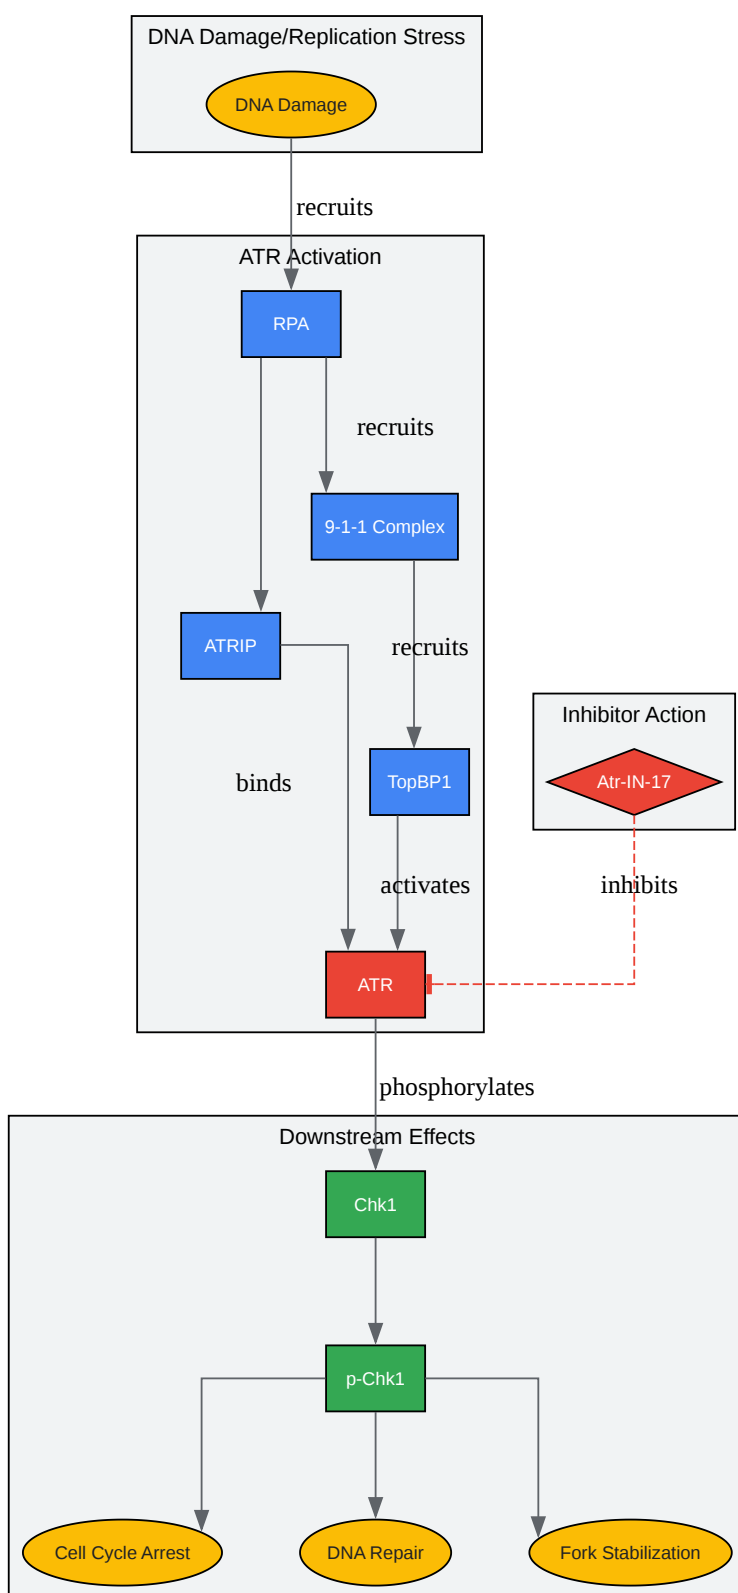 DNA Damage/Replication Stress
DNA Damage
recruits
ATR Activation
RPA
recruits
9-1-1 Complex
ATRIP
recruits
Inhibitor Action
binds
TopBP1
Atr-IN-17
activates
inhibits
ATR
phosphorylates
Downstream Effects
Chk1
p-Chk1
Cell Cycle Arrest
DNA Repair
Fork Stabilization